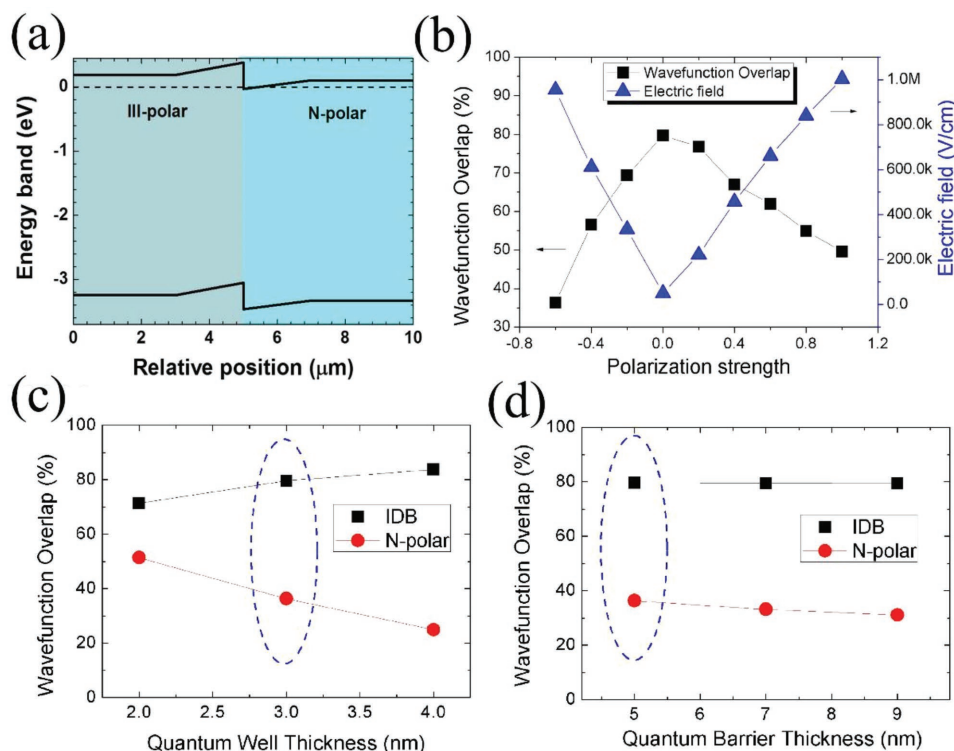 (a)
Energy band (eV)
0
-1
-2
-3
III-polar
N-polar
0 2 4 6 8 10
Relative position (μm)
(b)
Wavefunction Overlap (%)
100
90
80
70
60
50
40
30
Wavefunction Overlap
Electric field
1.0M
800.0k
600.0k
400.0k
200.0k
0.0
Electric field (V/cm)
-0.8 -0.4 0.0 0.4 0.8 1.2
Polarization strength
(c)
Wavefunction Overlap (%)
100
80
60
40
20
0
IDB
N-polar
2.0 2.5 3.0 3.5 4.0
Quantum Well Thickness (nm)
(d)
Wavefunction Overlap (%)
100
80
60
40
20
0
IDB
N-polar
5 6 7 8 9
Quantum Barrier Thickness (nm)